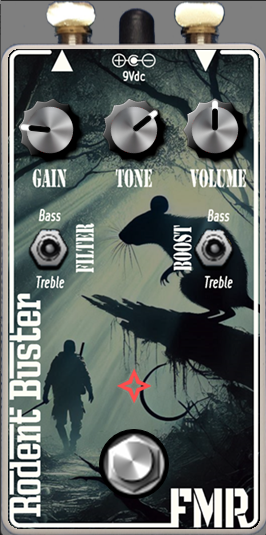 9Vdc
GAIN
TONE
VOLUME
Bass
FILTER
Treble
Bass
BOOST
Treble
Rodent Buster
FMR